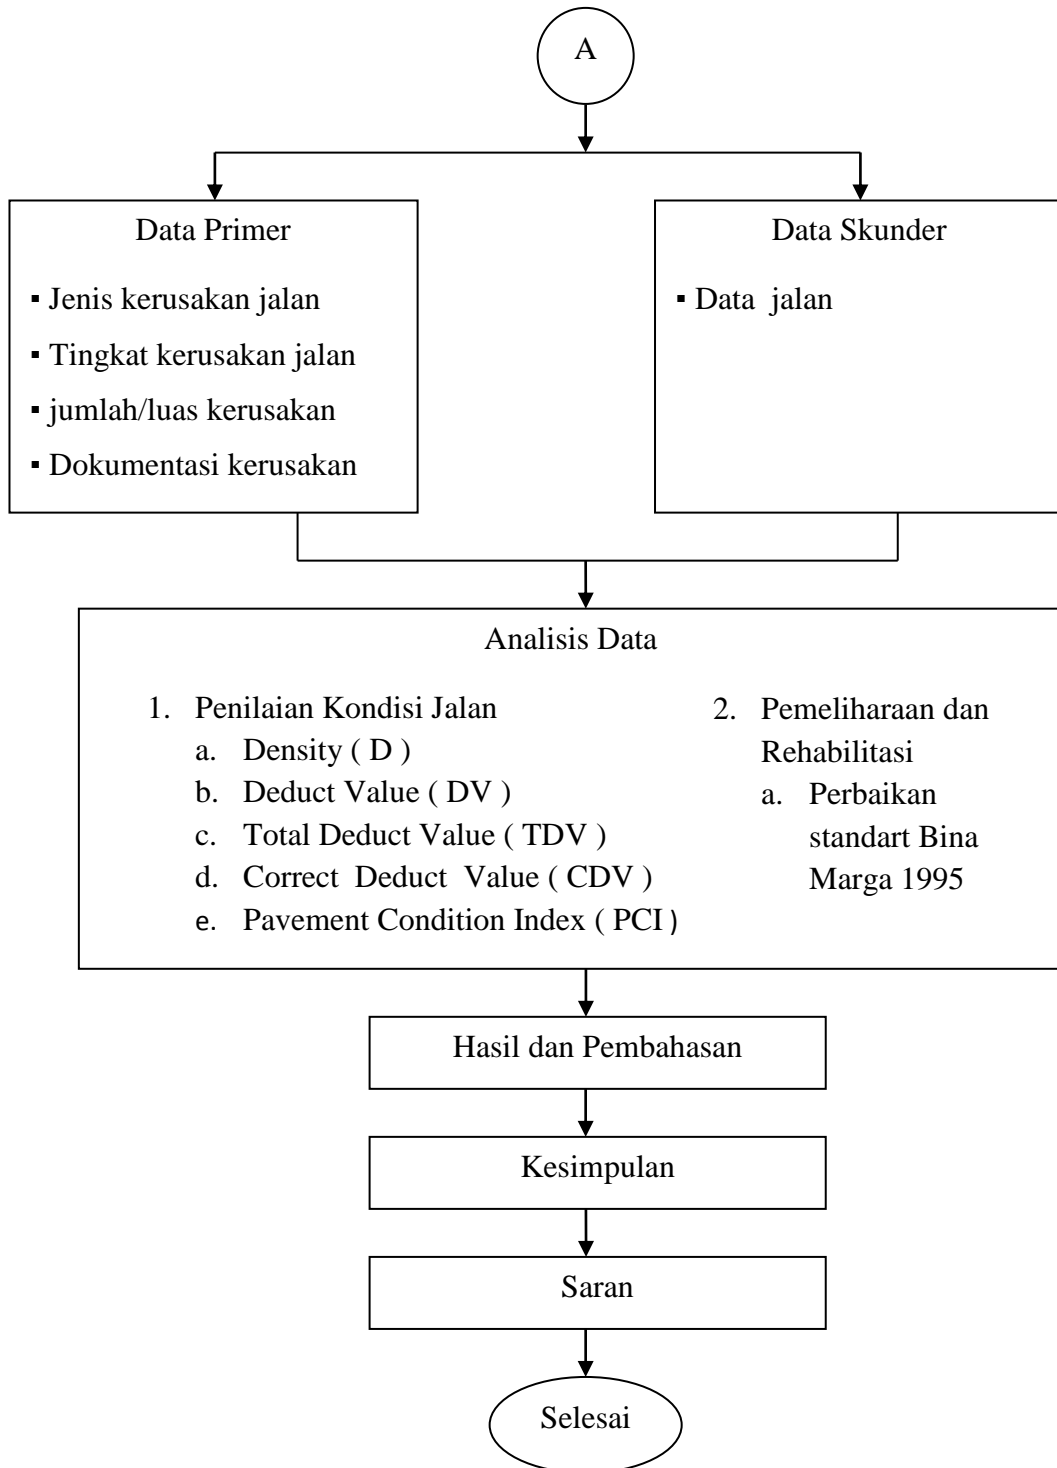 A
Data Primer
▪ Jenis kerusakan jalan
▪ Tingkat kerusakan jalan
▪ jumlah/luas kerusakan
▪ Dokumentasi kerusakan
Data Skunder
▪ Data jalan
Analisis Data
1. Penilaian Kondisi Jalan
a. Density ( D )
b. Deduct Value ( DV )
c. Total Deduct Value ( TDV )
d. Correct Deduct Value ( CDV )
e. Pavement Condition Index ( PCI )
2. Pemeliharaan dan
Rehabilitasi
a. Perbaikan
standart Bina
Marga 1995
Hasil dan Pembahasan
Kesimpulan
Saran
Selesai